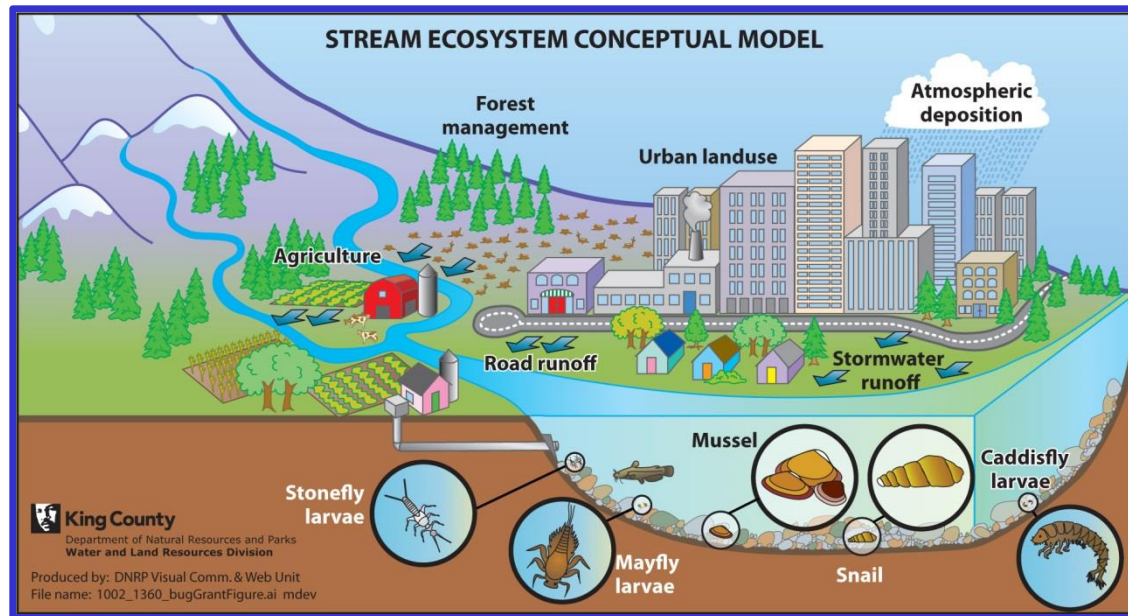 STREAM ECOSYSTEM CONCEPTUAL MODEL
Atmospheric
deposition
Forest
management
Urban landuse
Agriculture
Road runoff
Stormwater
runoff
Mussel
Caddisfly
larvae
Stonefly
larvae
Mayfly
larvae
Snail
King County
Department of Natural Resources and Parks
Water and Land Resources Division
Produced by: DNRP Visual Comm. & Web Unit
File name: 1002_1360_bugGrantFigure.ai mdev